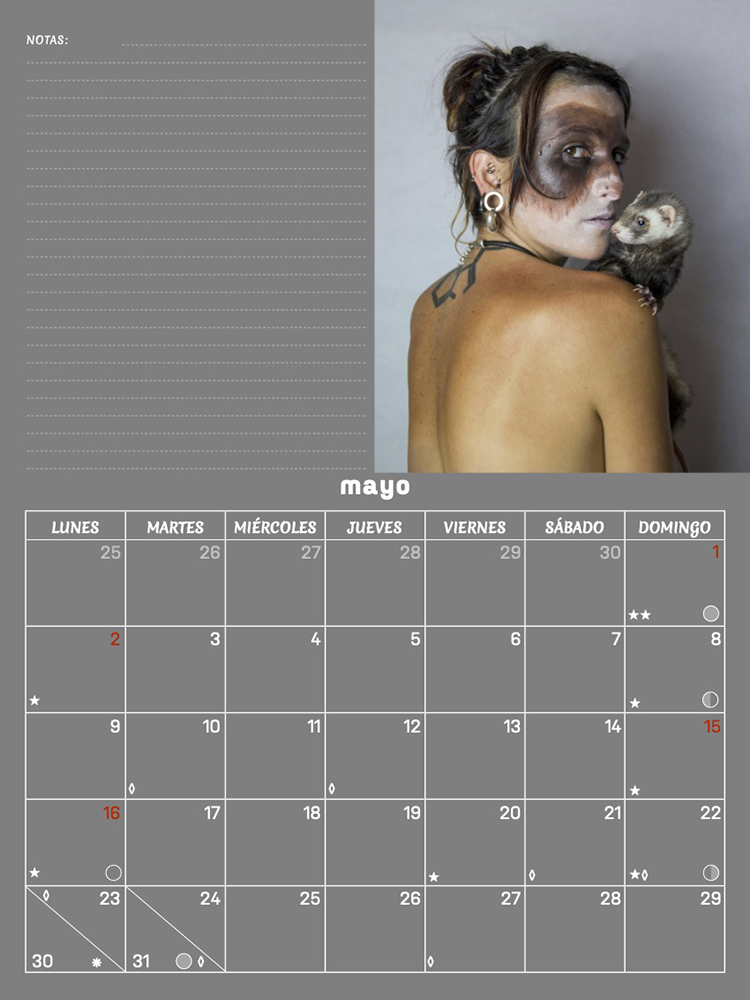 NOTAS:
mayo
LUNES MARTES MIÉRCOLES JUEVES VIERNES SÁBADO DOMINGO
25 26 27 28 29 30 1
2 3 4 5 6 7 8
9 10 11 12 13 14 15
16 17 18 19 20 21 22
23 24 25 26 27 28 29
30 31